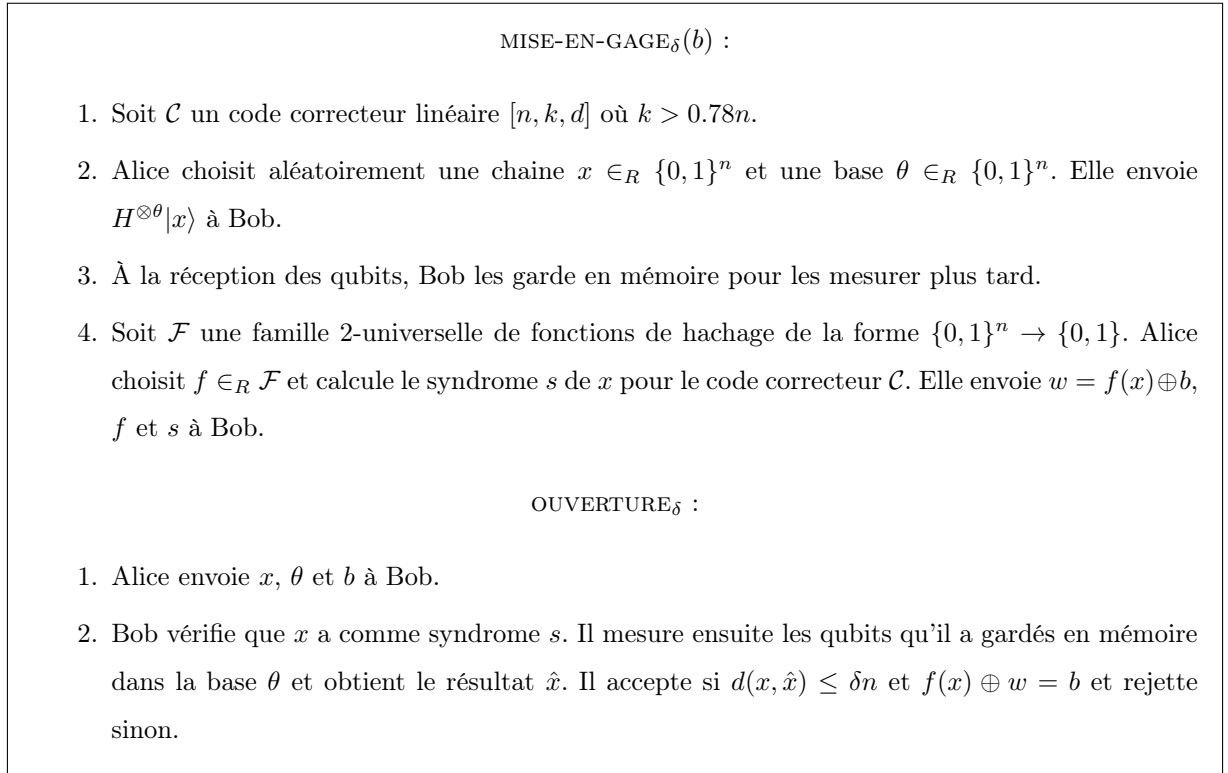 MISE-EN-GAGE_δ(b) :
1. Soit 𝒞 un code correcteur linéaire [n, k, d] où k > 0.78n.
2. Alice choisit aléatoirement une chaine x ∈_R {0, 1}^n et une base θ ∈_R {0, 1}^n. Elle envoie
H^{⊗θ}|x⟩ à Bob.
3. À la réception des qubits, Bob les garde en mémoire pour les mesurer plus tard.
4. Soit ℱ une famille 2-universelle de fonctions de hachage de la forme {0, 1}^n → {0, 1}. Alice
choisit f ∈_R ℱ et calcule le syndrome s de x pour le code correcteur 𝒞. Elle envoie w = f(x)⊕b,
f et s à Bob.
OUVERTURE_δ :
1. Alice envoie x, θ et b à Bob.
2. Bob vérifie que x a comme syndrome s. Il mesure ensuite les qubits qu'il a gardés en mémoire
dans la base θ et obtient le résultat x̂. Il accepte si d(x, x̂) ≤ δn et f(x) ⊕ w = b et rejette
sinon.